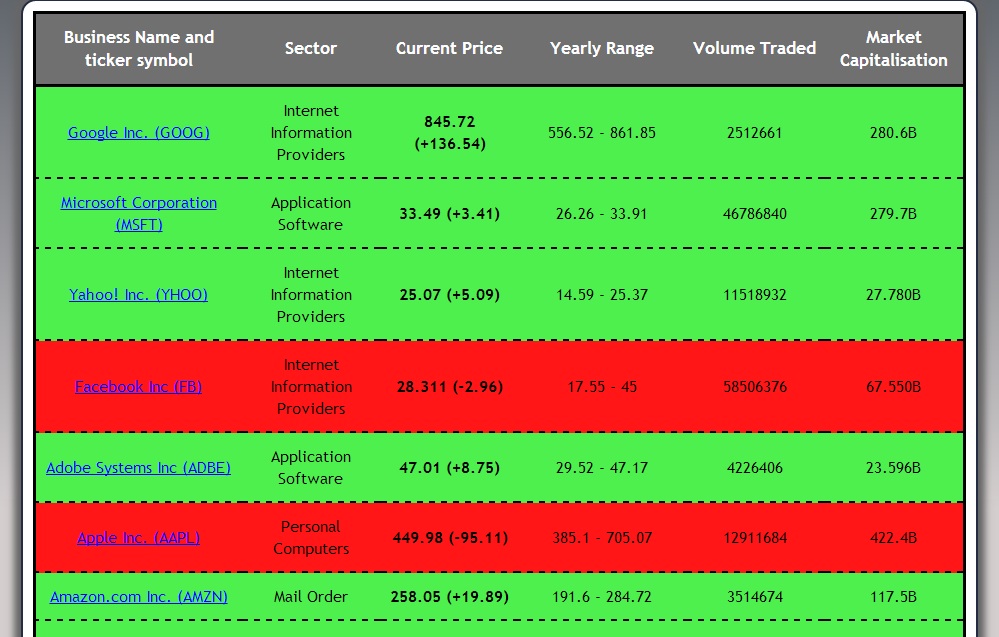 Business Name and
ticker symbol
Sector
Current Price
Yearly Range
Volume Traded
Market
Capitalisation
Google Inc. (GOOG)
Internet
Information
Providers
845.72
(+136.54)
556.52 - 861.85
2512661
280.6B
Microsoft Corporation
(MSFT)
Application
Software
33.49 (+3.41)
26.26 - 33.91
46786840
279.7B
Yahoo! Inc. (YHOO)
Internet
Information
Providers
25.07 (+5.09)
14.59 - 25.37
11518932
27.780B
Facebook Inc (FB)
Internet
Information
Providers
28.311 (-2.96)
17.55 - 45
58506376
67.550B
Adobe Systems Inc (ADBE)
Application
Software
47.01 (+8.75)
29.52 - 47.17
4226406
23.596B
Apple Inc. (AAPL)
Personal
Computers
449.98 (-95.11)
385.1 - 705.07
12911684
422.4B
Amazon.com Inc. (AMZN)
Mail Order
258.05 (+19.89)
191.6 - 284.72
3514674
117.5B